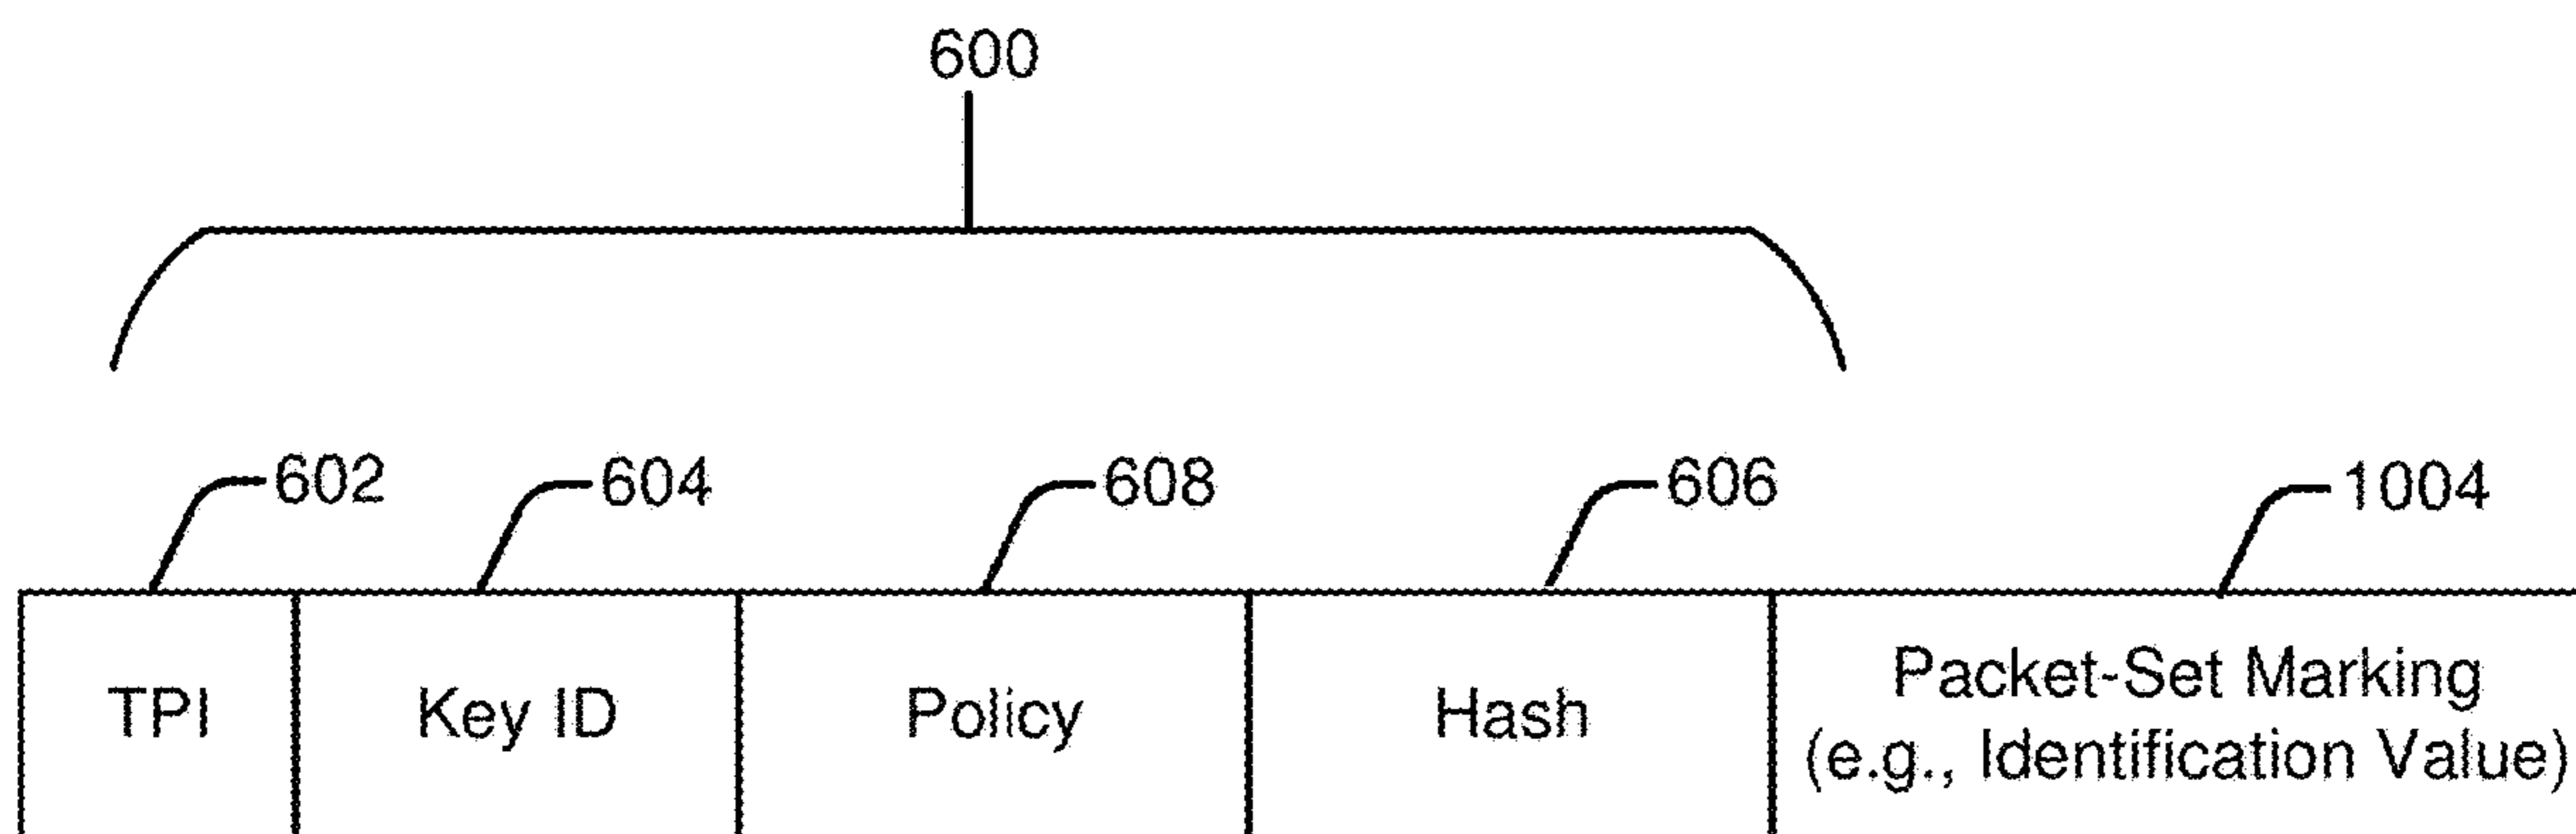 600
602
604
608
606
1004
TPI
Key ID
Policy
Hash
Packet-Set Marking
(e.g., Identification Value)